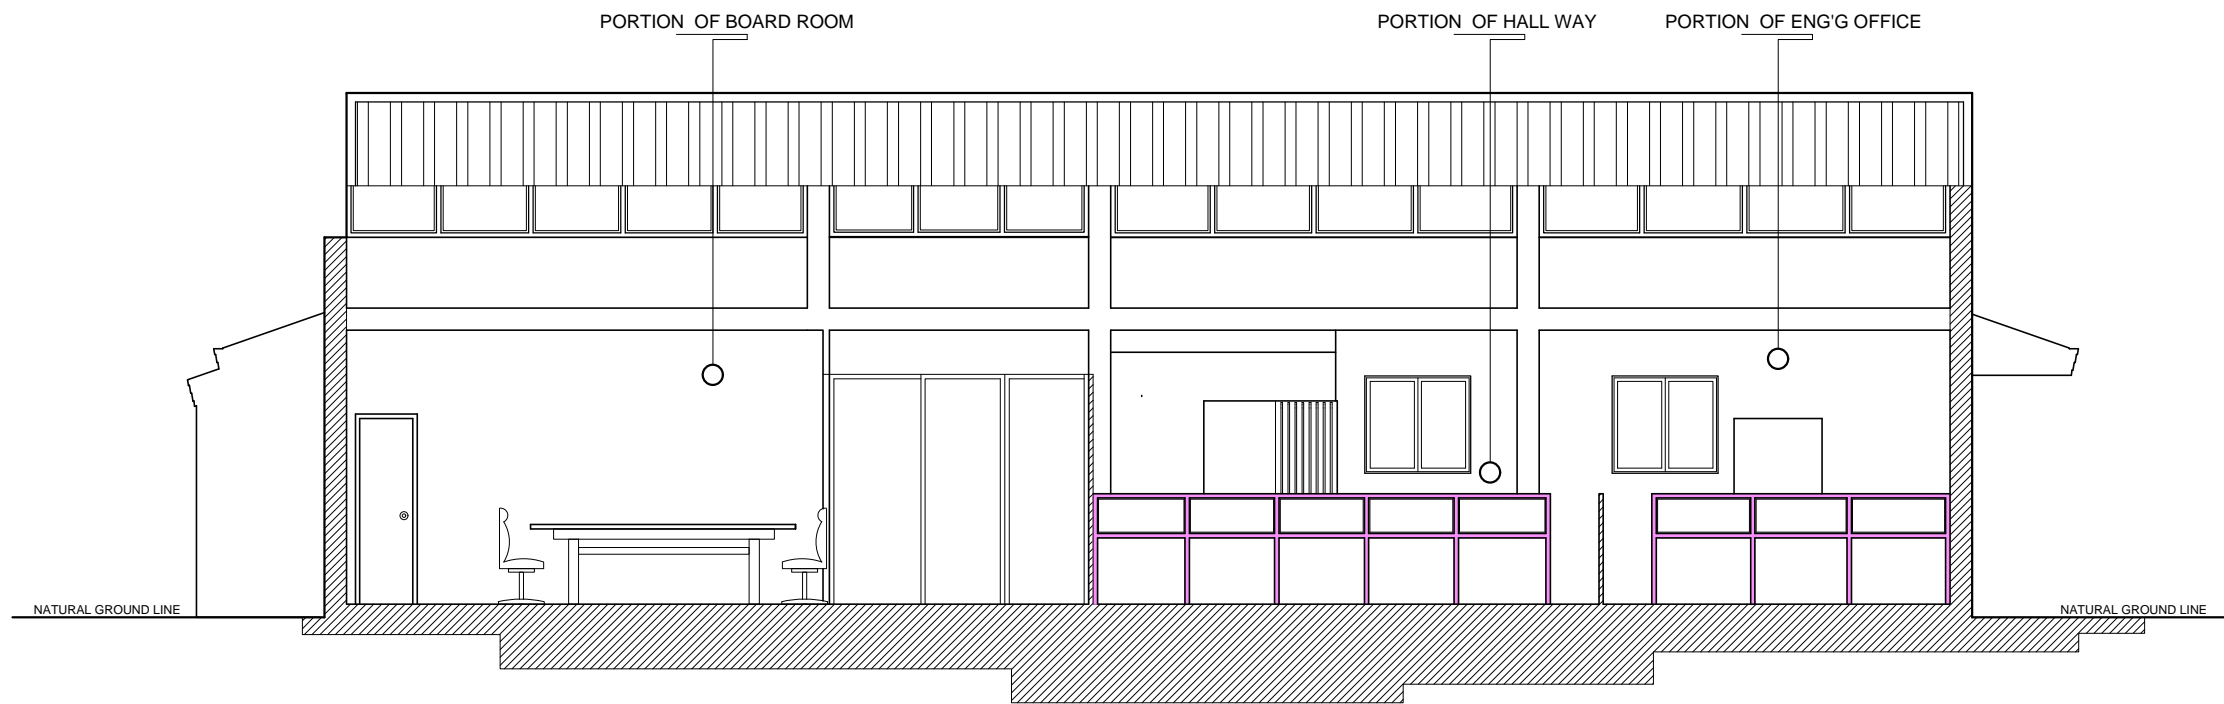 PORTION OF BOARD ROOM
PORTION OF HALL WAY
PORTION OF ENG'G OFFICE
NATURAL GROUND LINE
NATURAL GROUND LINE